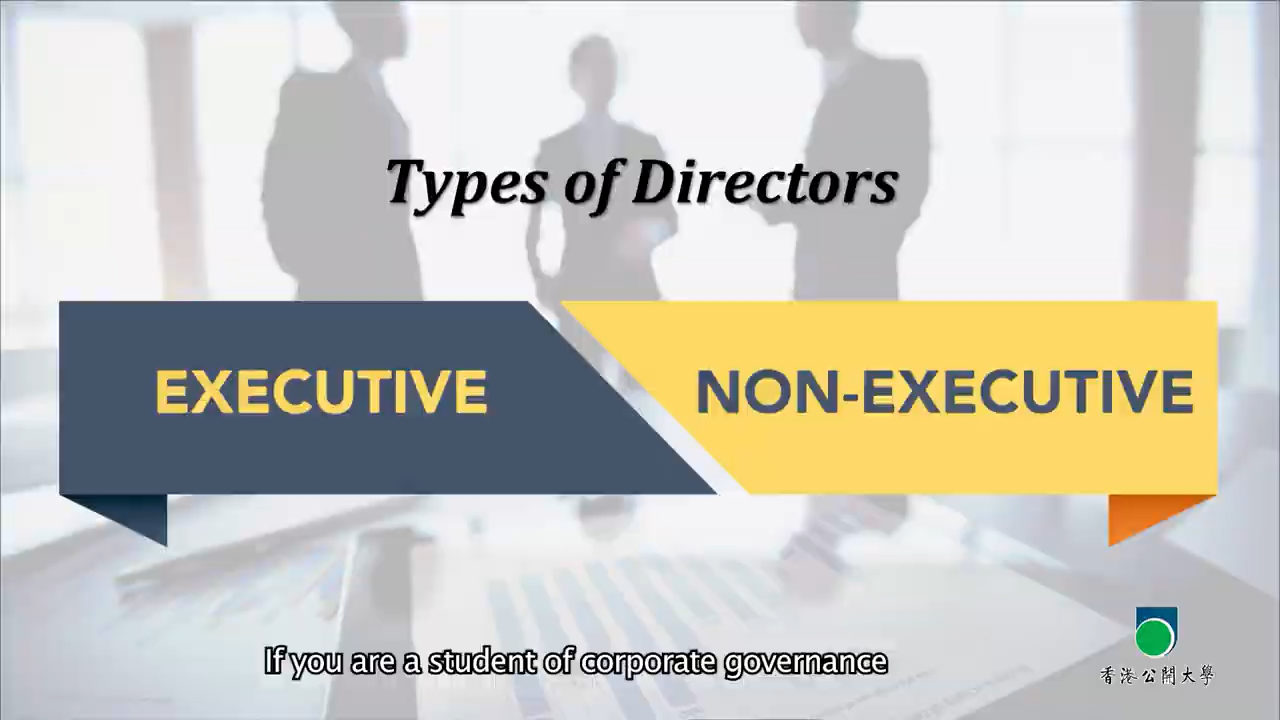 Types of Directors
EXECUTIVE
NON-EXECUTIVE
If you are a student of corporate governance
香港公開大學